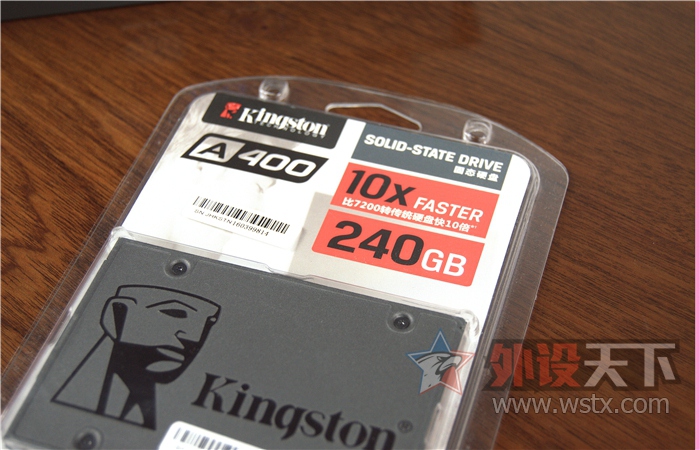 Kingston
TECHNOLOGY
A400
SOLID-STATE DRIVE
固态硬盘
10x FASTER
比7200转传统硬盘快10倍*
240GB
Kingston®
外设天下
www.wstx.com